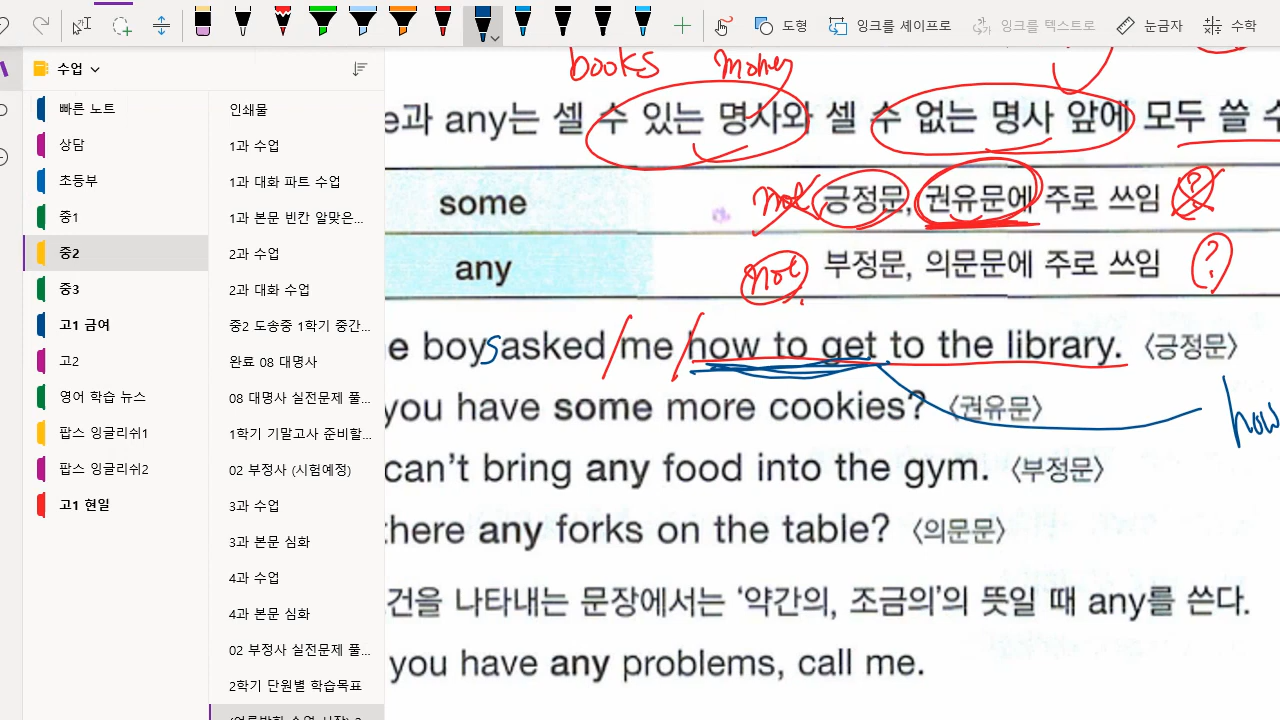 도형
잉크를 셰이프로
잉크를 텍스트로
눈금자
수학
수업
빠른 노트
상담
초등부
중1
중2
중3
고1 금여
고2
영어 학습 뉴스
팝스 잉글리쉬1
팝스 잉글리쉬2
고1 현일
인쇄물
1과 수업
1과 대화 파트 수업
1과 본문 빈칸 알맞은...
2과 수업
2과 대화 수업
중2 도송중 1학기 중간...
완료 08 대명사
08 대명사 실전문제 풀...
1학기 기말고사 준비할...
02 부정사 (시험예정)
3과 수업
3과 본문 심화
4과 수업
4과 본문 심화
02 부정사 실전문제 풀...
2학기 단원별 학습목표
books money
e과 any는 셀 수 있는 명사와 셀 수 없는 명사 앞에 모두 쓸 수
some not 긍정문, 권유문에 주로 쓰임 ?
any not 부정문, 의문문에 주로 쓰임 ?
e boys asked / me / how to get to the library. 〈긍정문〉
you have some more cookies? 〈권유문〉
how
can't bring any food into the gym. 〈부정문〉
there any forks on the table? 〈의문문〉
건을 나타내는 문장에서는 '약간의, 조금의'의 뜻일 때 any를 쓴다.
you have any problems, call me.